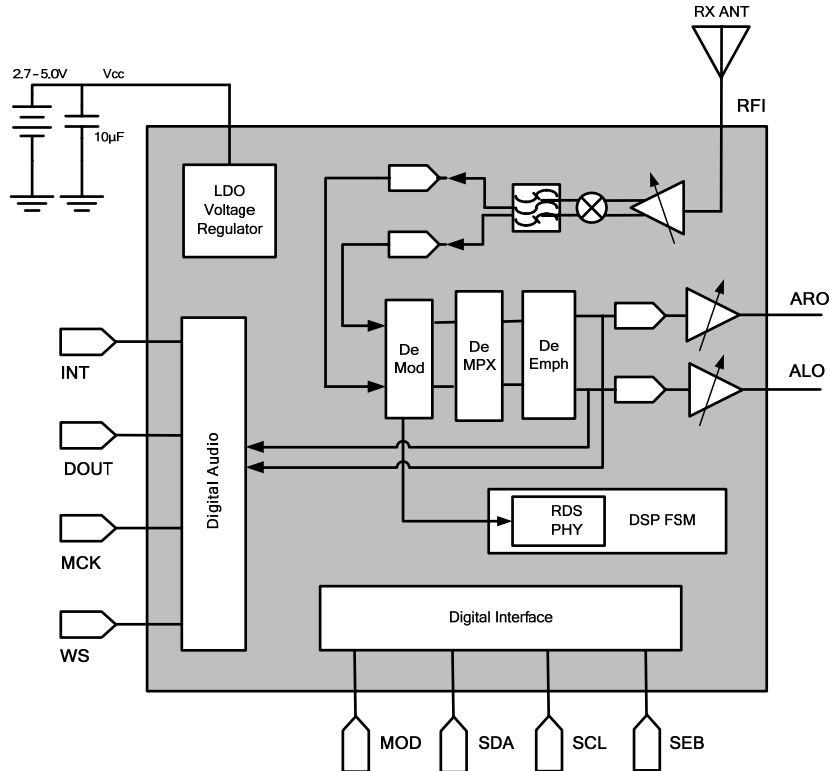 RX ANT
2.7-5.0V
Vcc
RFI
10µF
LDO
Voltage
Regulator
De
Mod
De
MPX
De
Emph
ARO
ALO
INT
DOUT
MCK
WS
Digital Audio
RDS
PHY
DSP FSM
Digital Interface
MOD
SDA
SCL
SEB